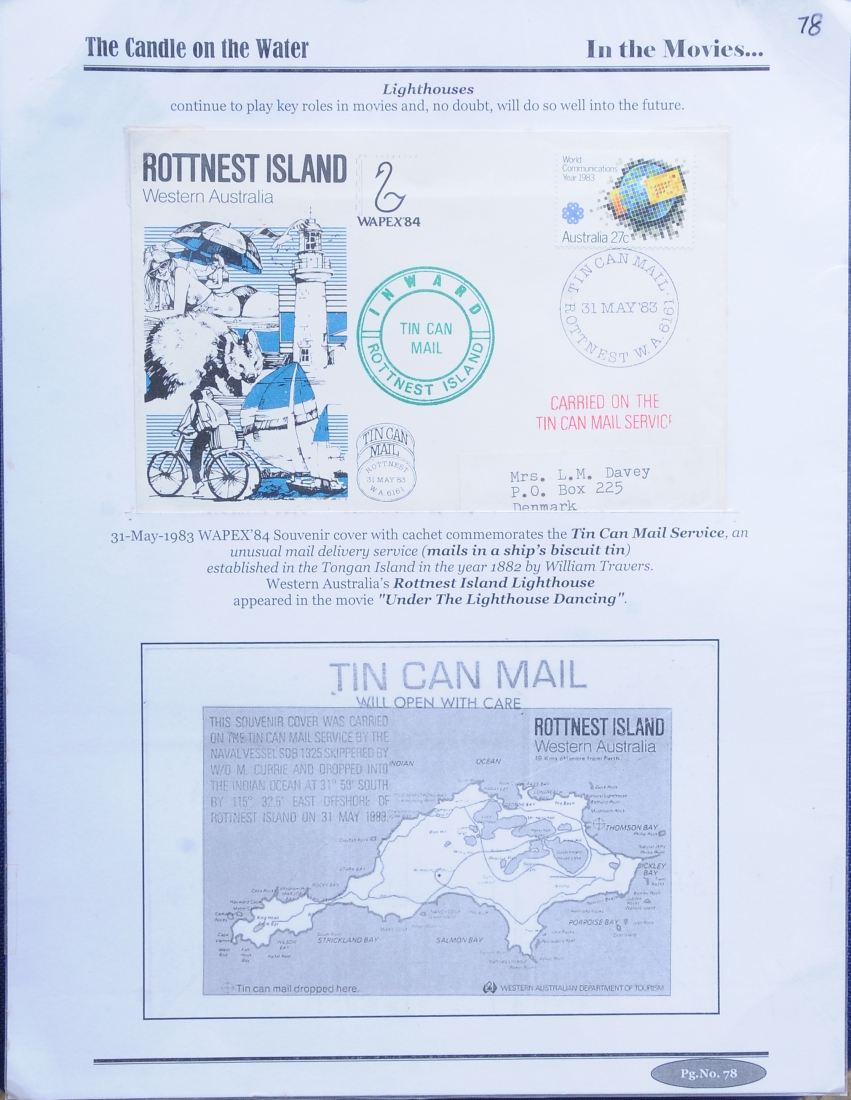 78
The Candle on the Water
In the Movies...
Lighthouses
continue to play key roles in movies and, no doubt, will do so well into the future.
ROTTNEST ISLAND
Western Australia
WAPEX'84
World
Communications
Year 1983
Australia 27c
INWARD
TIN CAN
MAIL
ROTTNEST ISLAND
TIN CAN MAIL
31 MAY '83
ROTTNEST W.A. 6161
CARRIED ON THE
TIN CAN MAIL SERVICE
TIN CAN
MAIL
ROTTNEST
31 MAY 83
W.A. 6161
Mrs. L.M. Davey
P.O. Box 225
Denmark
31-May-1983 WAPEX'84 Souvenir cover with cachet commemorates the Tin Can Mail Service, an
unusual mail delivery service (mails in a ship's biscuit tin)
established in the Tongan Island in the year 1882 by William Travers.
Western Australia's Rottnest Island Lighthouse
appeared in the movie "Under The Lighthouse Dancing".
TIN CAN MAIL
WILL OPEN WITH CARE
THIS SOUVENIR COVER WAS CARRIED
ON THE TIN CAN MAIL SERVICE BY THE
NAVAL VESSEL SDB 1325 SKIPPERED BY
W/O M. CURRIE AND DROPPED INTO
THE INDIAN OCEAN AT 31° 59' SOUTH
BY 115° 32.5' EAST OFFSHORE OF
ROTTNEST ISLAND ON 31 MAY 1983.
ROTTNEST ISLAND
Western Australia
INDIAN OCEAN
THOMSON BAY
BICKLEY
BAY
PORPOISE BAY
SALMON BAY
STRICKLAND BAY
Tin can mail dropped here.
WESTERN AUSTRALIAN DEPARTMENT OF TOURISM
Pg.No. 78